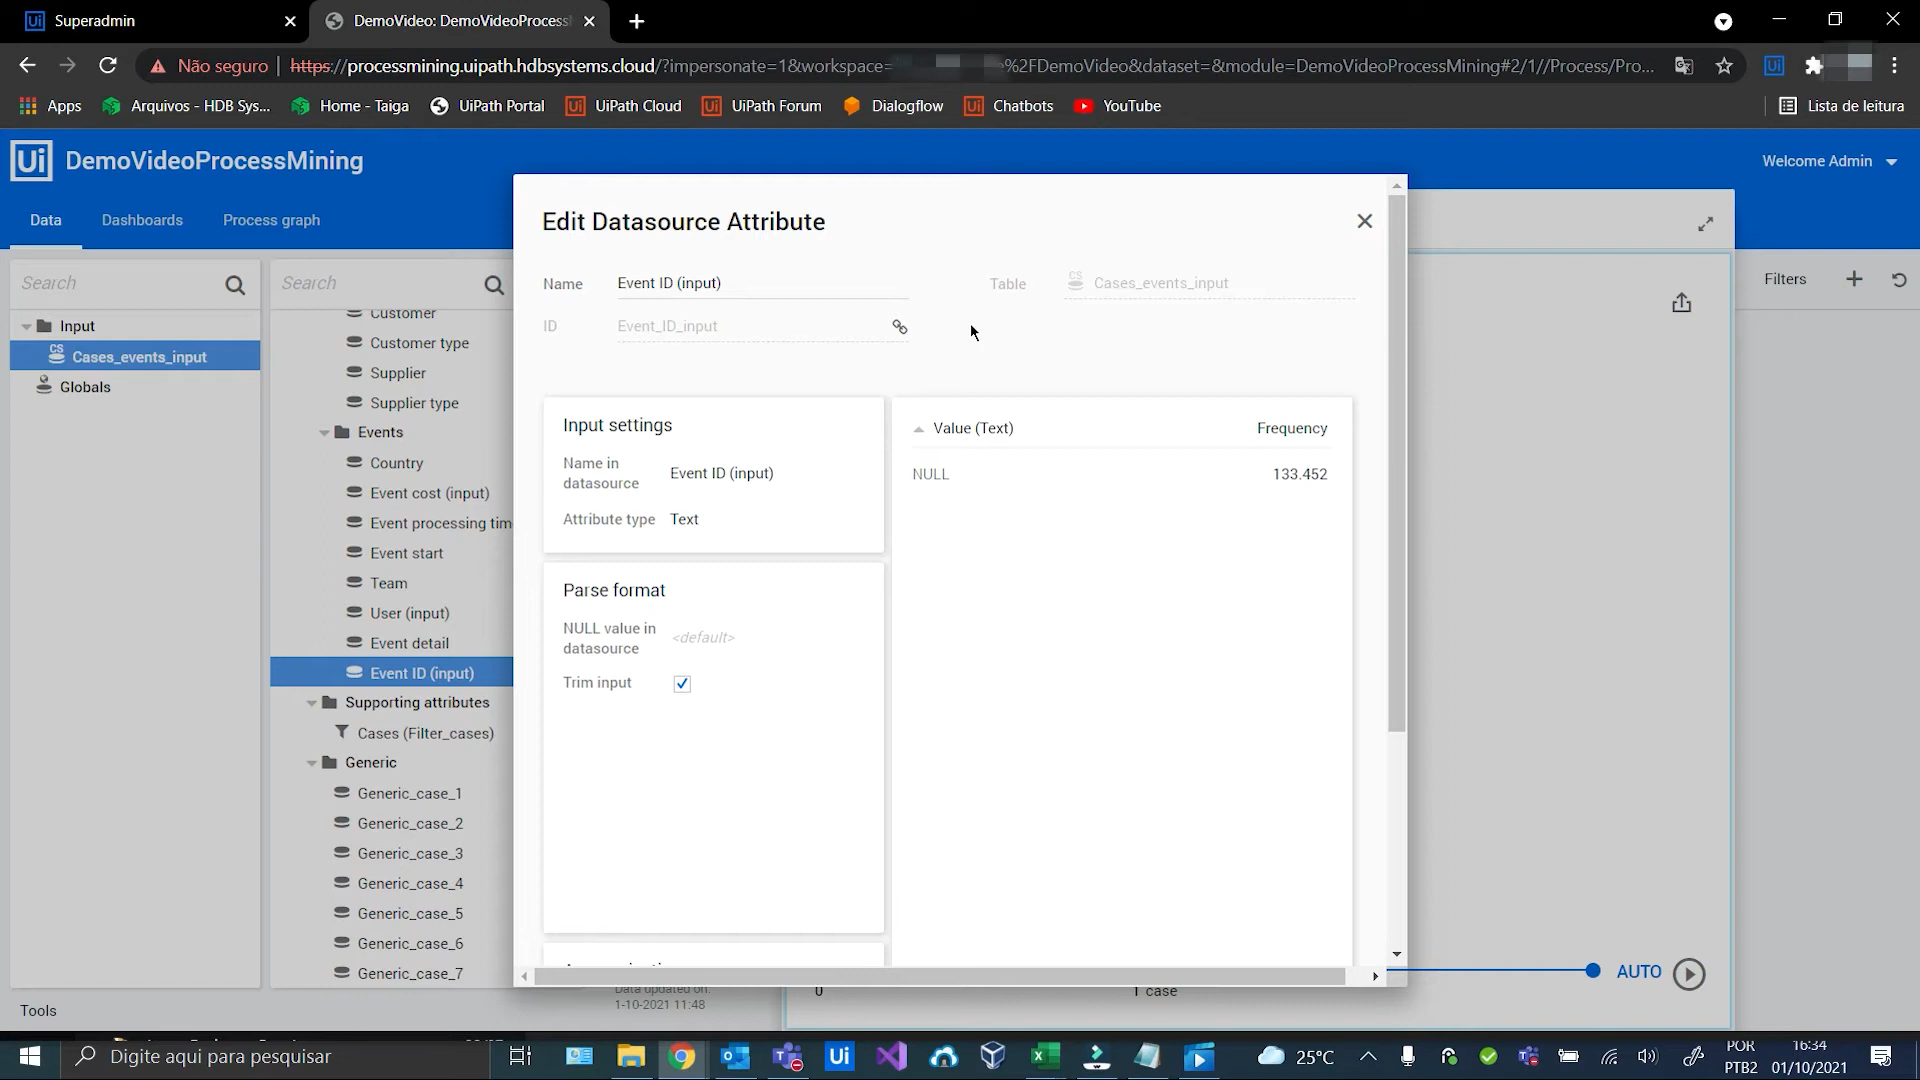 Superadmin
DemoVideo: DemoVideoProcess
Não seguro
https://processmining.uipath.hdbsystems.cloud/?impersonate=1&workspace=
%2FDemoVideo&dataset=&module=DemoVideoProcessMining#2/1//Process/Pro...
Apps
Arquivos - HDB Sy...
Home - Taiga
UiPath Portal
UiPath Cloud
UiPath Forum
Dialogflow
Chatbots
YouTube
Lista de leitura
Ui DemoVideoProcessMining
Welcome Admin
Data
Dashboards
Process graph
Search
Input
Cases_events_input
Globals
Search
Customer
Customer type
Supplier
Supplier type
Events
Country
Event cost (input)
Event processing tim
Event start
Team
User (input)
Event detail
Event ID (input)
Supporting attributes
Cases (Filter_cases)
Generic
Generic_case_1
Generic_case_2
Generic_case_3
Generic_case_4
Generic_case_5
Generic_case_6
Generic_case_7
Edit Datasource Attribute
Name Event ID (input)
Table Cases_events_input
ID Event_ID_input
Input settings
Name in datasource Event ID (input)
Attribute type Text
Parse format
NULL value in datasource <default>
Trim input
Value (Text) Frequency
NULL 133.452
Filters
AUTO
Data updated on:
1-10-2021 11:48
0
1 case
Tools
Digite aqui para pesquisar
25°C
POR
PTB2
16:34
01/10/2021